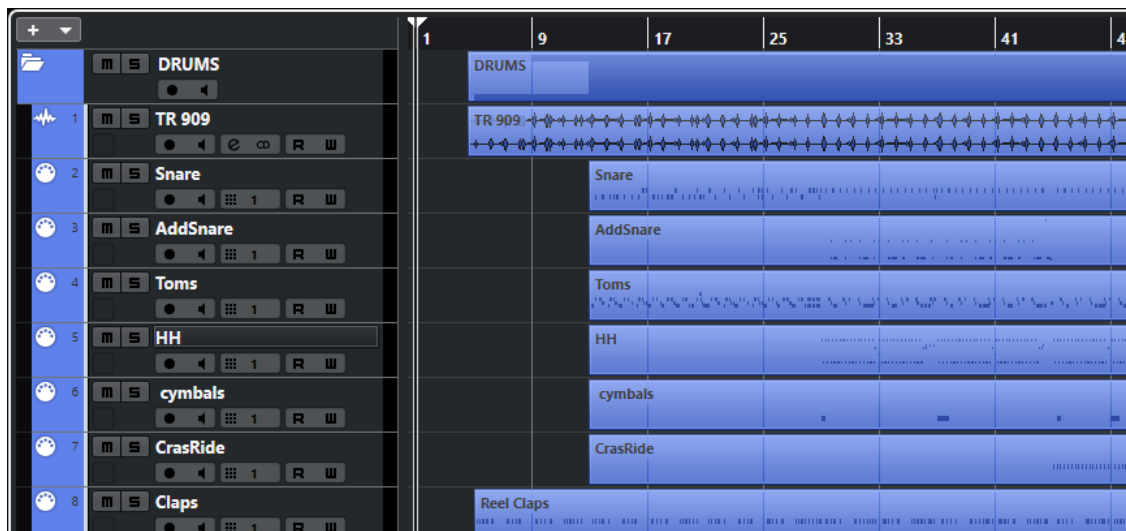 +
1 9 17 25 33 41 4
m S DRUMS
DRUMS
1 m S TR 909
TR 909
e R W
2 m S Snare
Snare
1 R W
3 m S AddSnare
AddSnare
1 R W
4 m S Toms
Toms
1 R W
5 m S HH
HH
1 R W
6 m S cymbals
cymbals
1 R W
7 m S CrasRide
CrasRide
1 R W
8 m S Claps
Reel Claps
1 R W